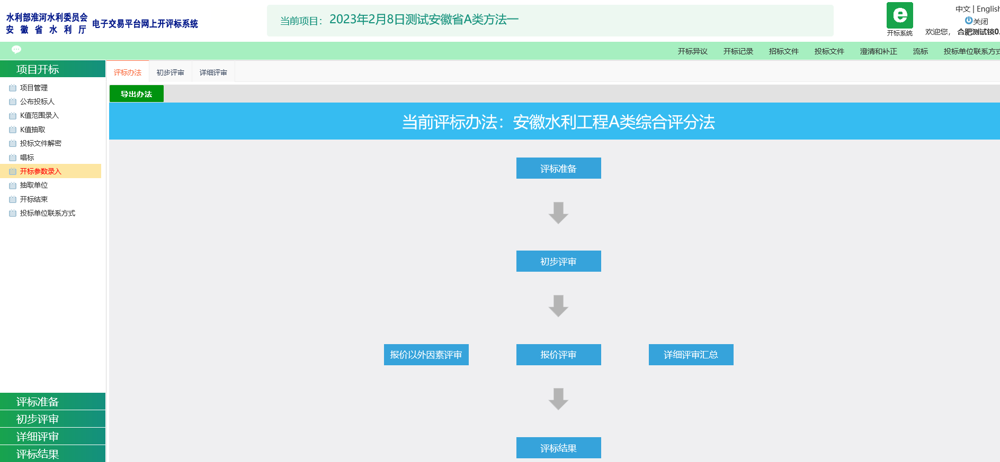 水利部淮河水利委员会
安徽省水利厅
电子交易平台网上开评标系统
当前项目：2023年2月8日测试安徽省A类方法一
开标系统
中文 | English
关闭
欢迎您， 合肥测试锁0.
开标异议 开标记录 招标文件 投标文件 澄清和补正 流标 投标单位联系方式
项目开标
项目管理
公布投标人
K值范围录入
K值抽取
投标文件解密
唱标
开标参数录入
抽取单位
开标结束
投标单位联系方式
评标准备
初步评审
详细评审
评标结果
评标办法 初步评审 详细评审
导出办法
当前评标办法：安徽水利工程A类综合评分法
评标准备
初步评审
报价以外因素评审 报价评审 详细评审汇总
评标结果